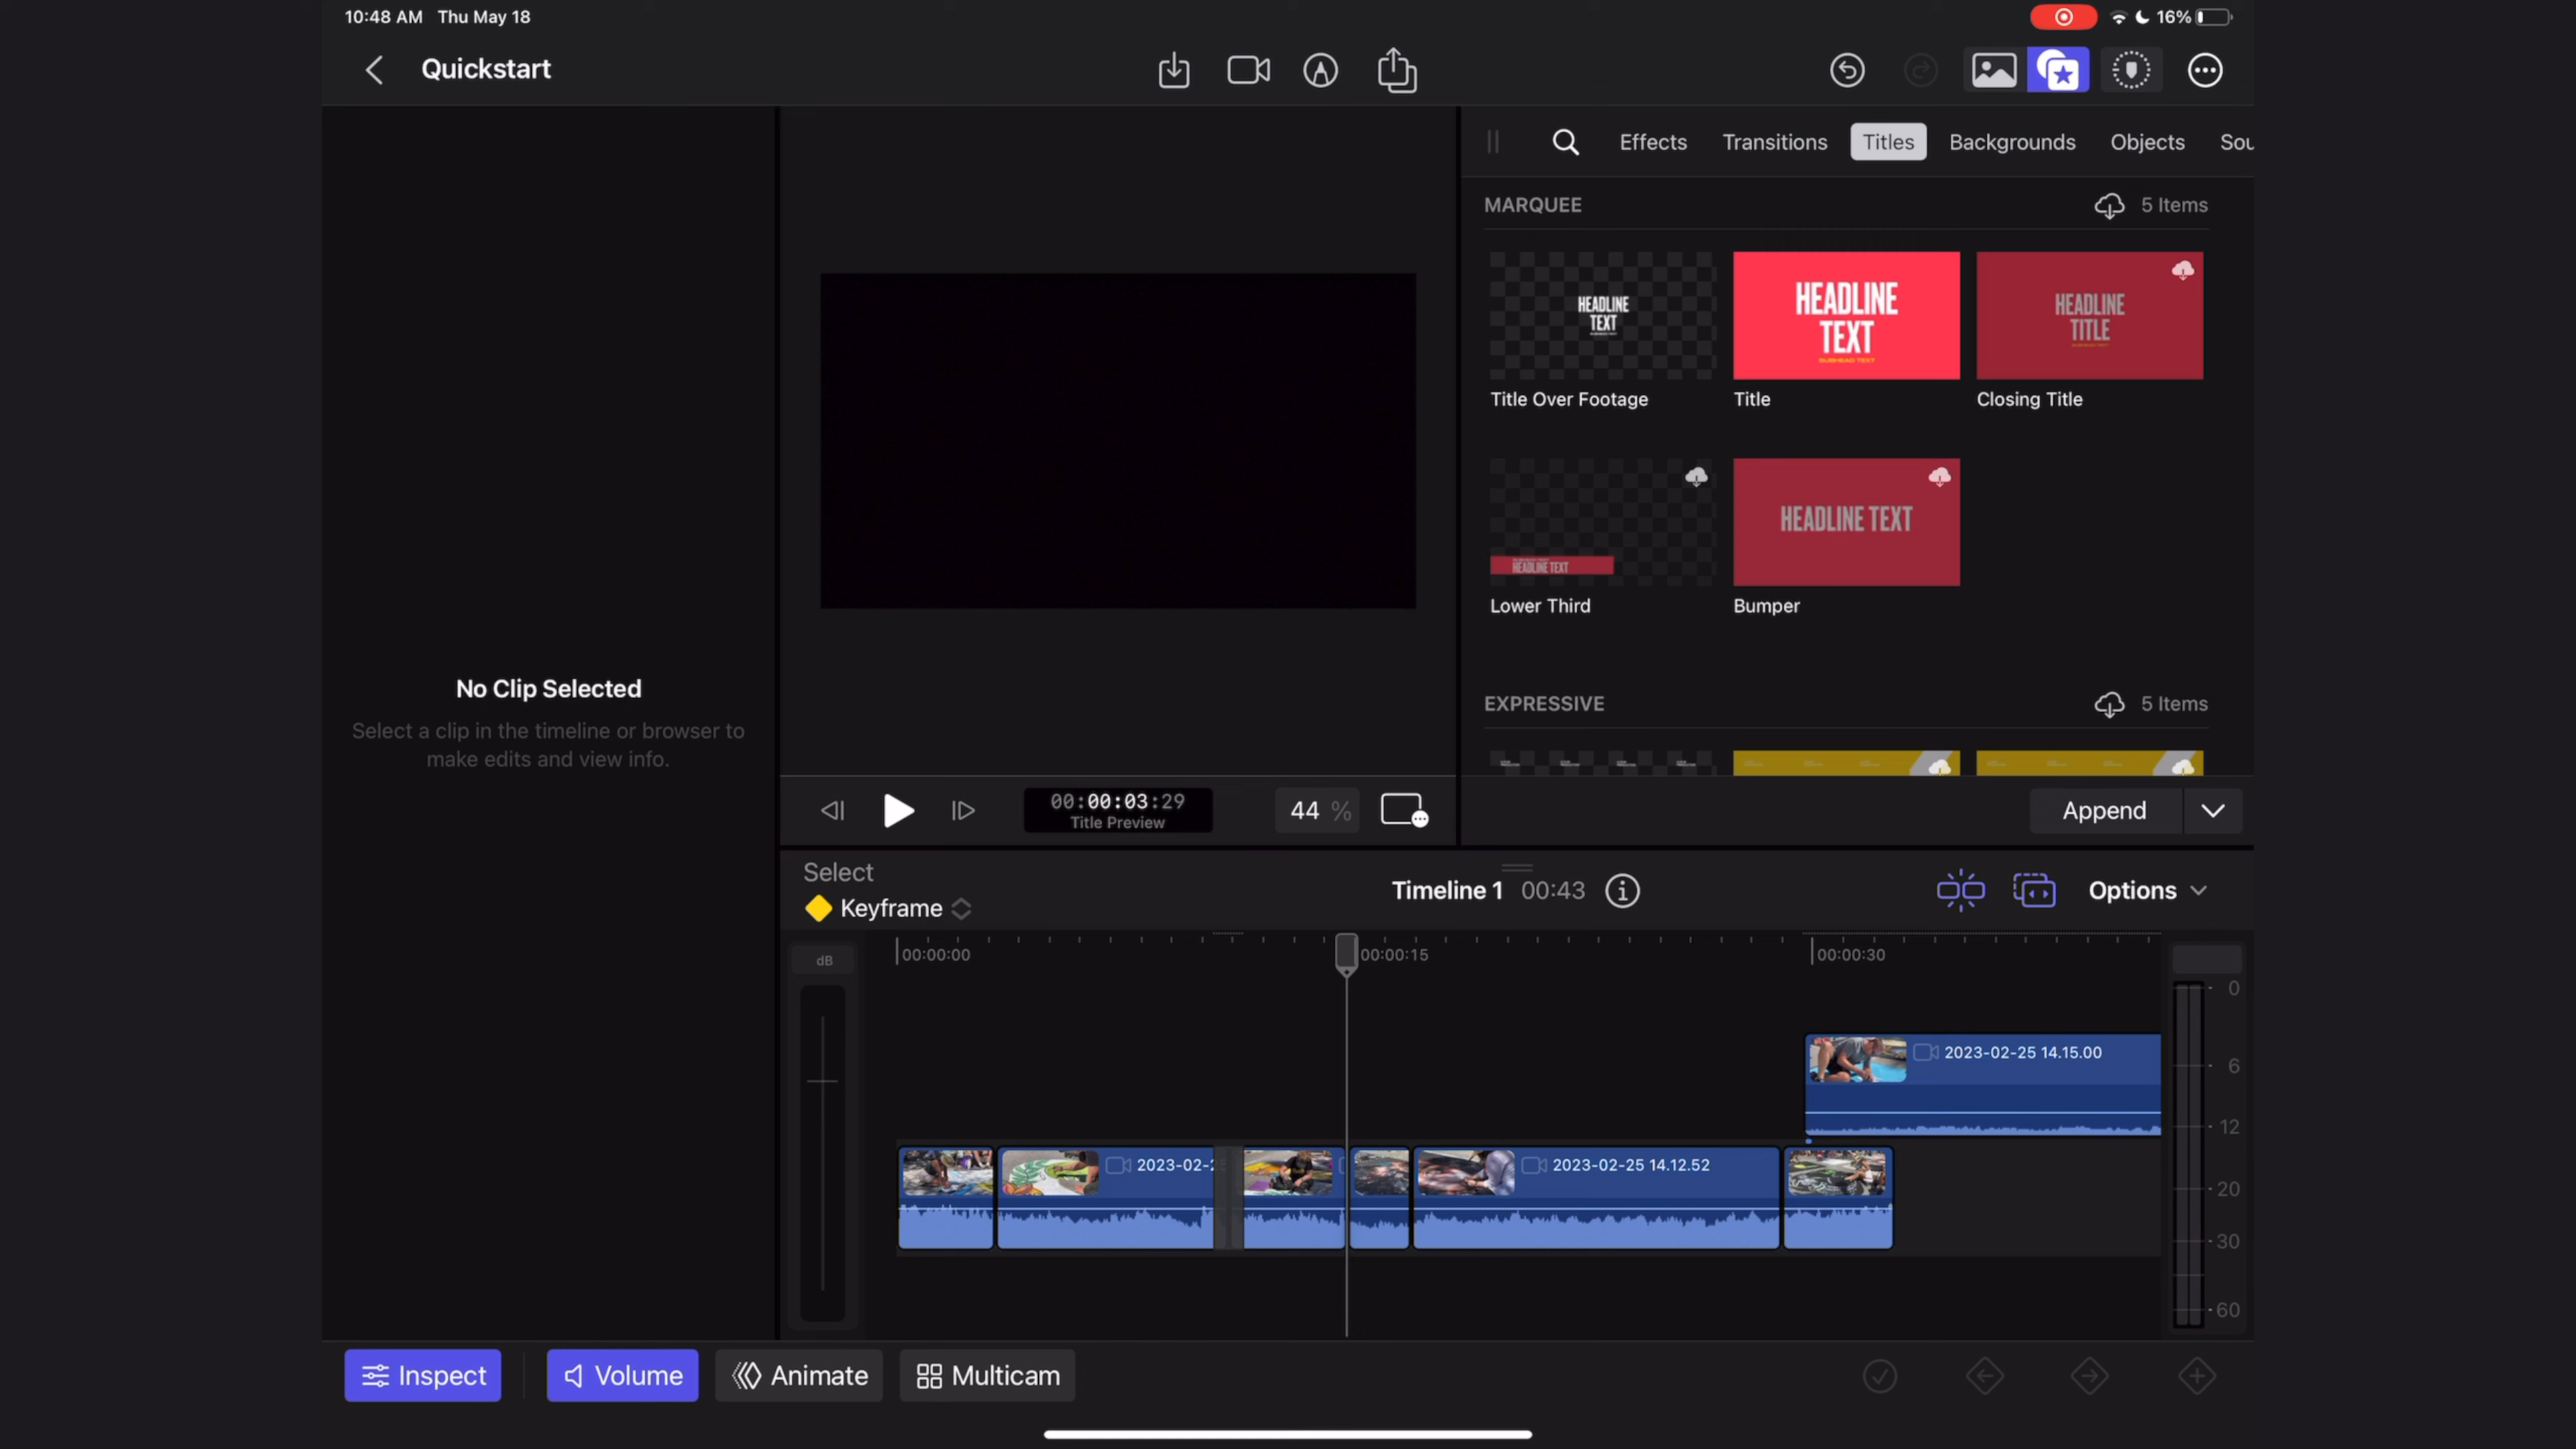 10:48 AM Thu May 18
16%
Quickstart
Effects Transitions Titles Backgrounds Objects Sou
MARQUEE 5 Items
HEADLINE
TEXT
HEADLINE
TEXT
SUBHEAD TEXT
HEADLINE
TITLE
Title Over Footage Title Closing Title
HEADLINE TEXT
HEADLINE TEXT
Lower Third Bumper
No Clip Selected
Select a clip in the timeline or browser to
make edits and view info.
EXPRESSIVE 5 Items
00:00:03:29
Title Preview
44 %
Append
Select
Keyframe
Timeline 1 00:43
Options
dB
00:00:00 00:00:15 00:00:30
0
6
12
20
30
60
2023-02-25 14.15.00
2023-02-2 2023-02-25 14.12.52
Inspect Volume Animate Multicam